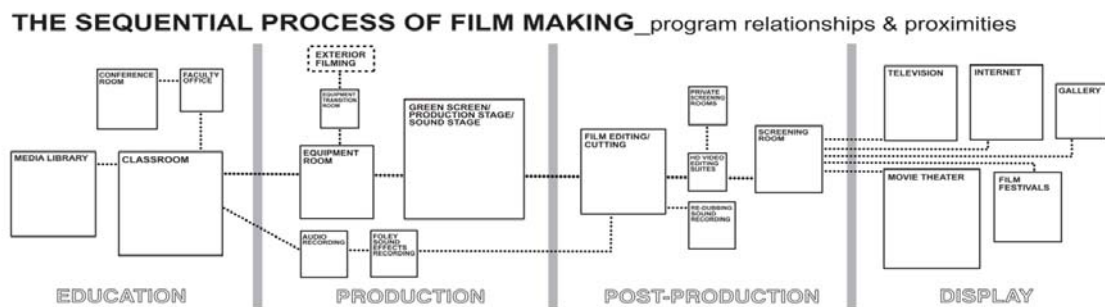 THE SEQUENTIAL PROCESS OF FILM MAKING_program relationships & proximities
CONFERENCE
ROOM
FACULTY
OFFICE
MEDIA LIBRARY
CLASSROOM
EDUCATION
EXTERIOR
FILMING
EQUIPMENT
TRANSITION
ROOM
EQUIPMENT
ROOM
GREEN SCREEN/
PRODUCTION STAGE/
SOUND STAGE
AUDIO
RECORDING
FOLEY
SOUND
EFFECTS
RECORDING
PRODUCTION
FILM EDITING/
CUTTING
PRIVATE
SCREENING
ROOMS
HD VIDEO
EDITING
SUITES
RE-DUBBING
SOUND
RECORDING
SCREENING
ROOM
POST-PRODUCTION
TELEVISION
INTERNET
GALLERY
MOVIE THEATER
FILM
FESTIVALS
DISPLAY